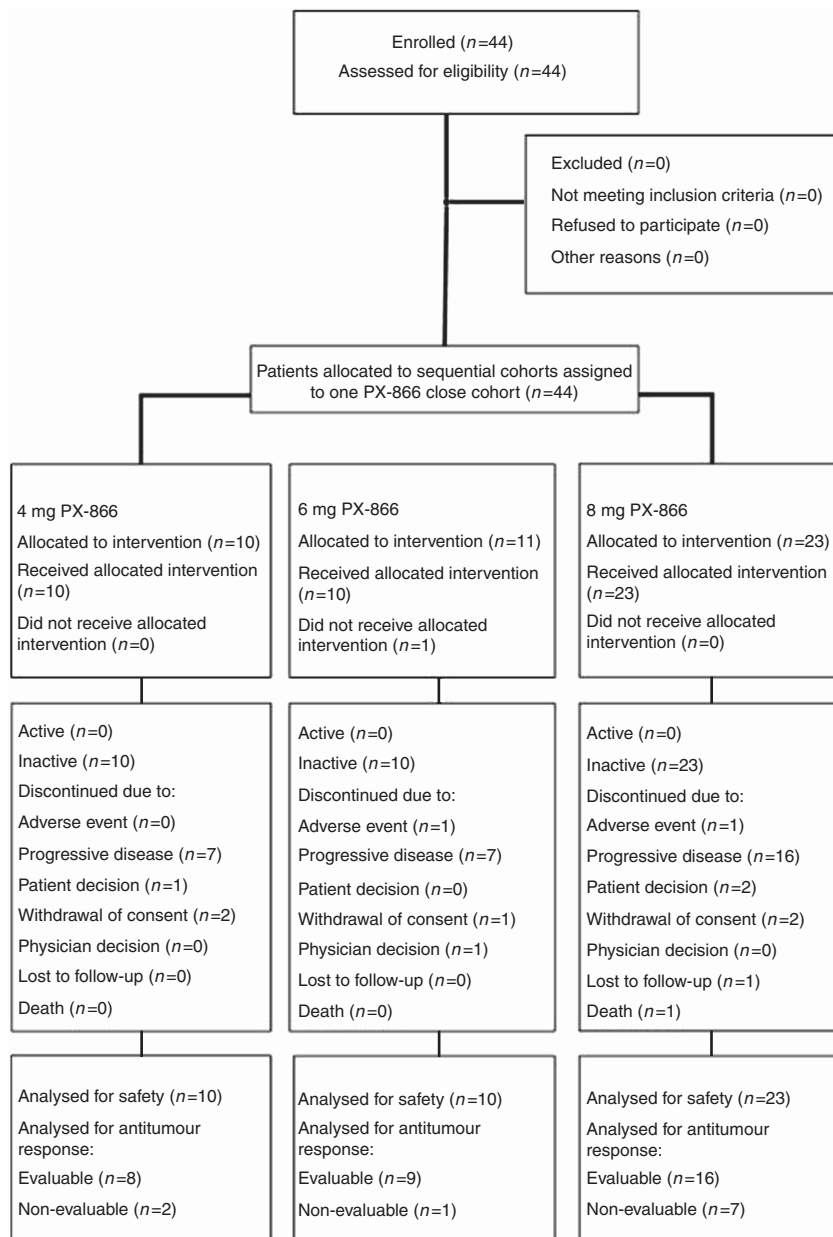 Enrolled (n=44)
Assessed for eligibility (n=44)
Excluded (n=0)
Not meeting inclusion criteria (n=0)
Refused to participate (n=0)
Other reasons (n=0)
Patients allocated to sequential cohorts assigned
to one PX-866 close cohort (n=44)
4 mg PX-866
Allocated to intervention (n=10)
Received allocated intervention
(n=10)
Did not receive allocated
intervention (n=0)
6 mg PX-866
Allocated to intervention (n=11)
Received allocated intervention
(n=10)
Did not receive allocated
intervention (n=1)
8 mg PX-866
Allocated to intervention (n=23)
Received allocated intervention
(n=23)
Did not receive allocated
intervention (n=0)
Active (n=0)
Inactive (n=10)
Discontinued due to:
Adverse event (n=0)
Progressive disease (n=7)
Patient decision (n=1)
Withdrawal of consent (n=2)
Physician decision (n=0)
Lost to follow-up (n=0)
Death (n=0)
Active (n=0)
Inactive (n=10)
Discontinued due to:
Adverse event (n=1)
Progressive disease (n=7)
Patient decision (n=0)
Withdrawal of consent (n=1)
Physician decision (n=1)
Lost to follow-up (n=0)
Death (n=0)
Active (n=0)
Inactive (n=23)
Discontinued due to:
Adverse event (n=1)
Progressive disease (n=16)
Patient decision (n=2)
Withdrawal of consent (n=2)
Physician decision (n=0)
Lost to follow-up (n=1)
Death (n=1)
Analysed for safety (n=10)
Analysed for antitumour
response:
Evaluable (n=8)
Non-evaluable (n=2)
Analysed for safety (n=10)
Analysed for antitumour
response:
Evaluable (n=9)
Non-evaluable (n=1)
Analysed for safety (n=23)
Analysed for antitumour
response:
Evaluable (n=16)
Non-evaluable (n=7)